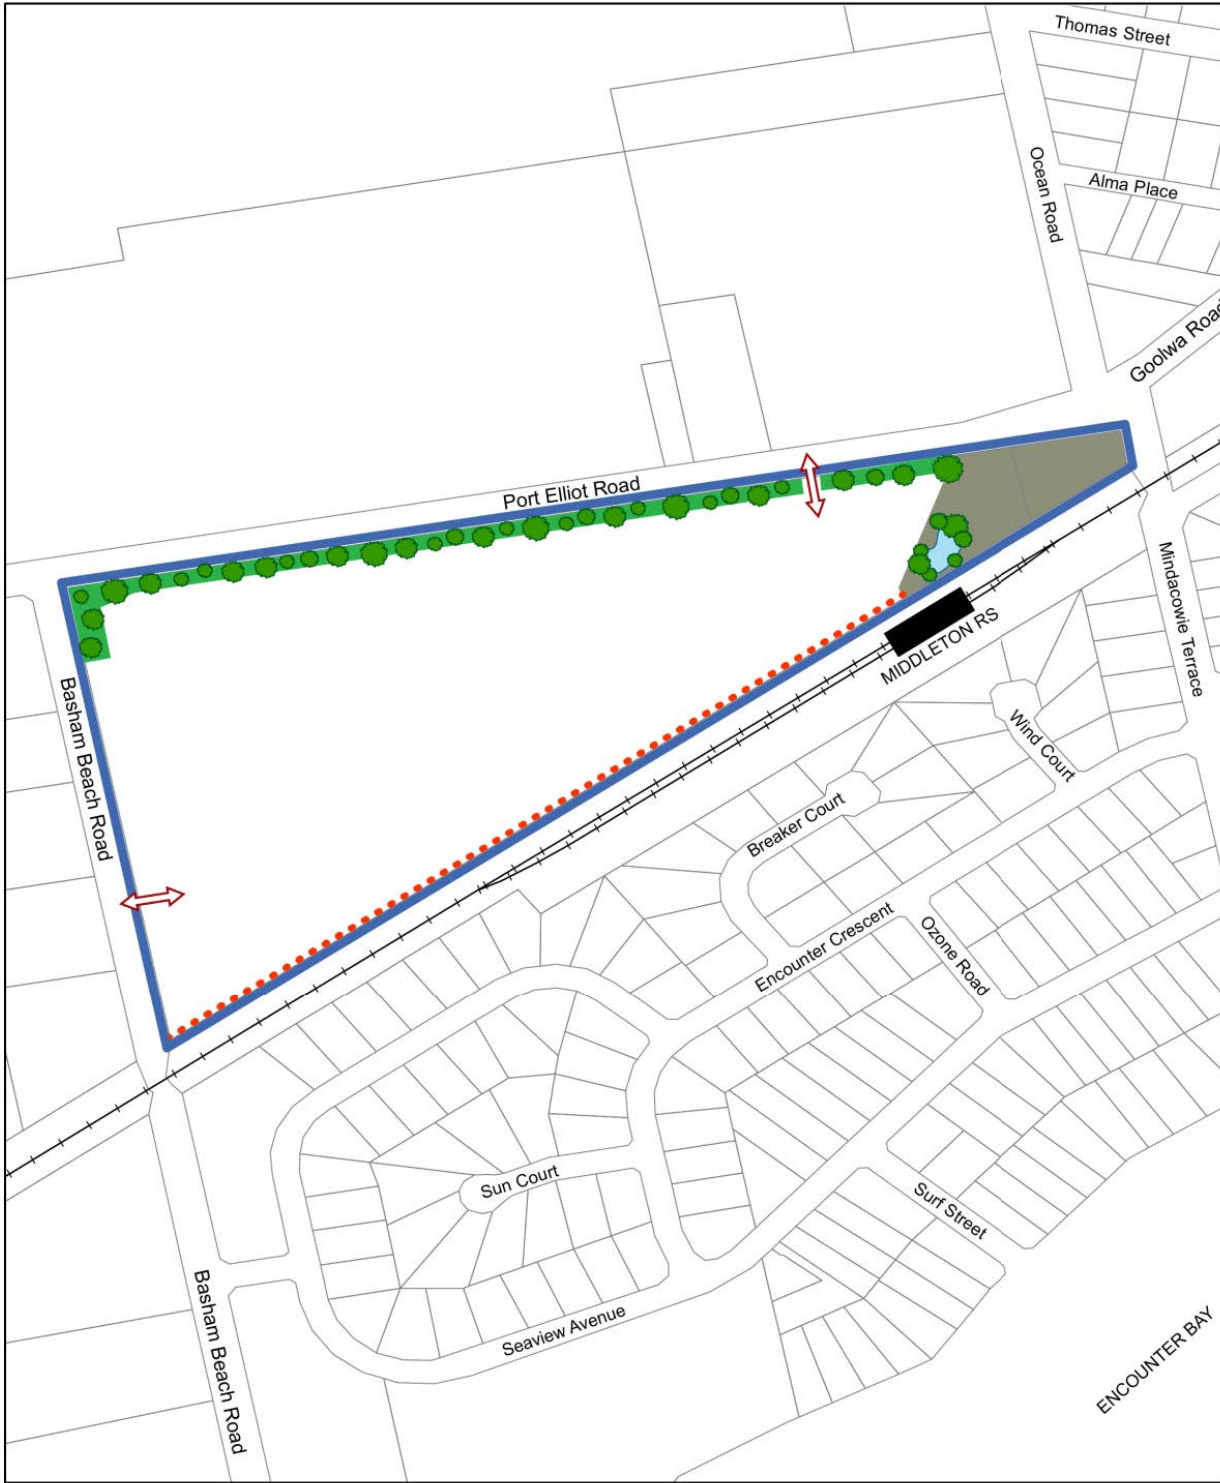 Thomas Street
Ocean Road
Alma Place
Goolwa Road
Port Elliot Road
Mindacowie Terrace
MIDDLETON RS
Basham Beach Road
Wind Court
Breaker Court
Encounter Crescent
Ozone Road
Sun Court
Surf Street
Basham Beach Road
Seaview Avenue
ENCOUNTER BAY